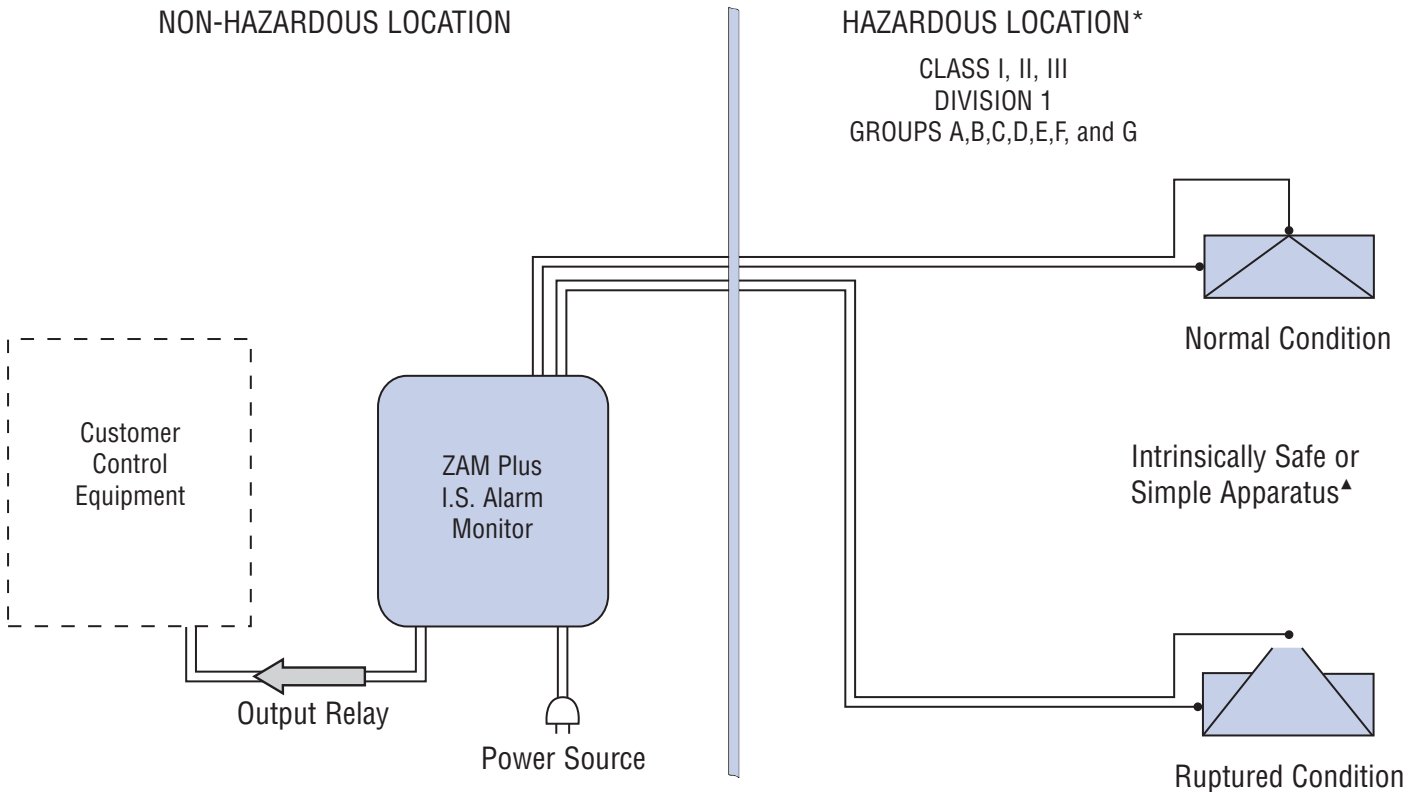 NON-HAZARDOUS LOCATION
HAZARDOUS LOCATION*
CLASS I, II, III
DIVISION 1
GROUPS A,B,C,D,E,F, and G
Normal Condition
Customer
Control
Equipment
ZAM Plus
I.S. Alarm
Monitor
Intrinsically Safe or
Simple Apparatus▲
Output Relay
Power Source
Ruptured Condition